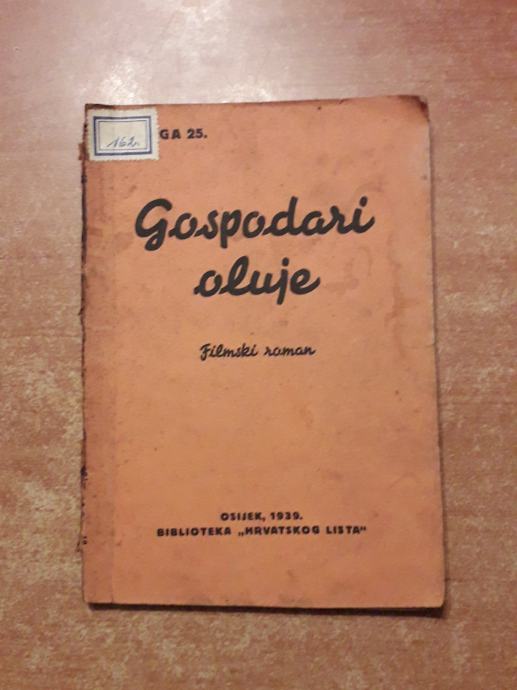 162.
GA 25.
Gospodari
oluje
Filmski roman
OSIJEK, 1939.
BIBLIOTEKA „HRVATSKOG LISTA“